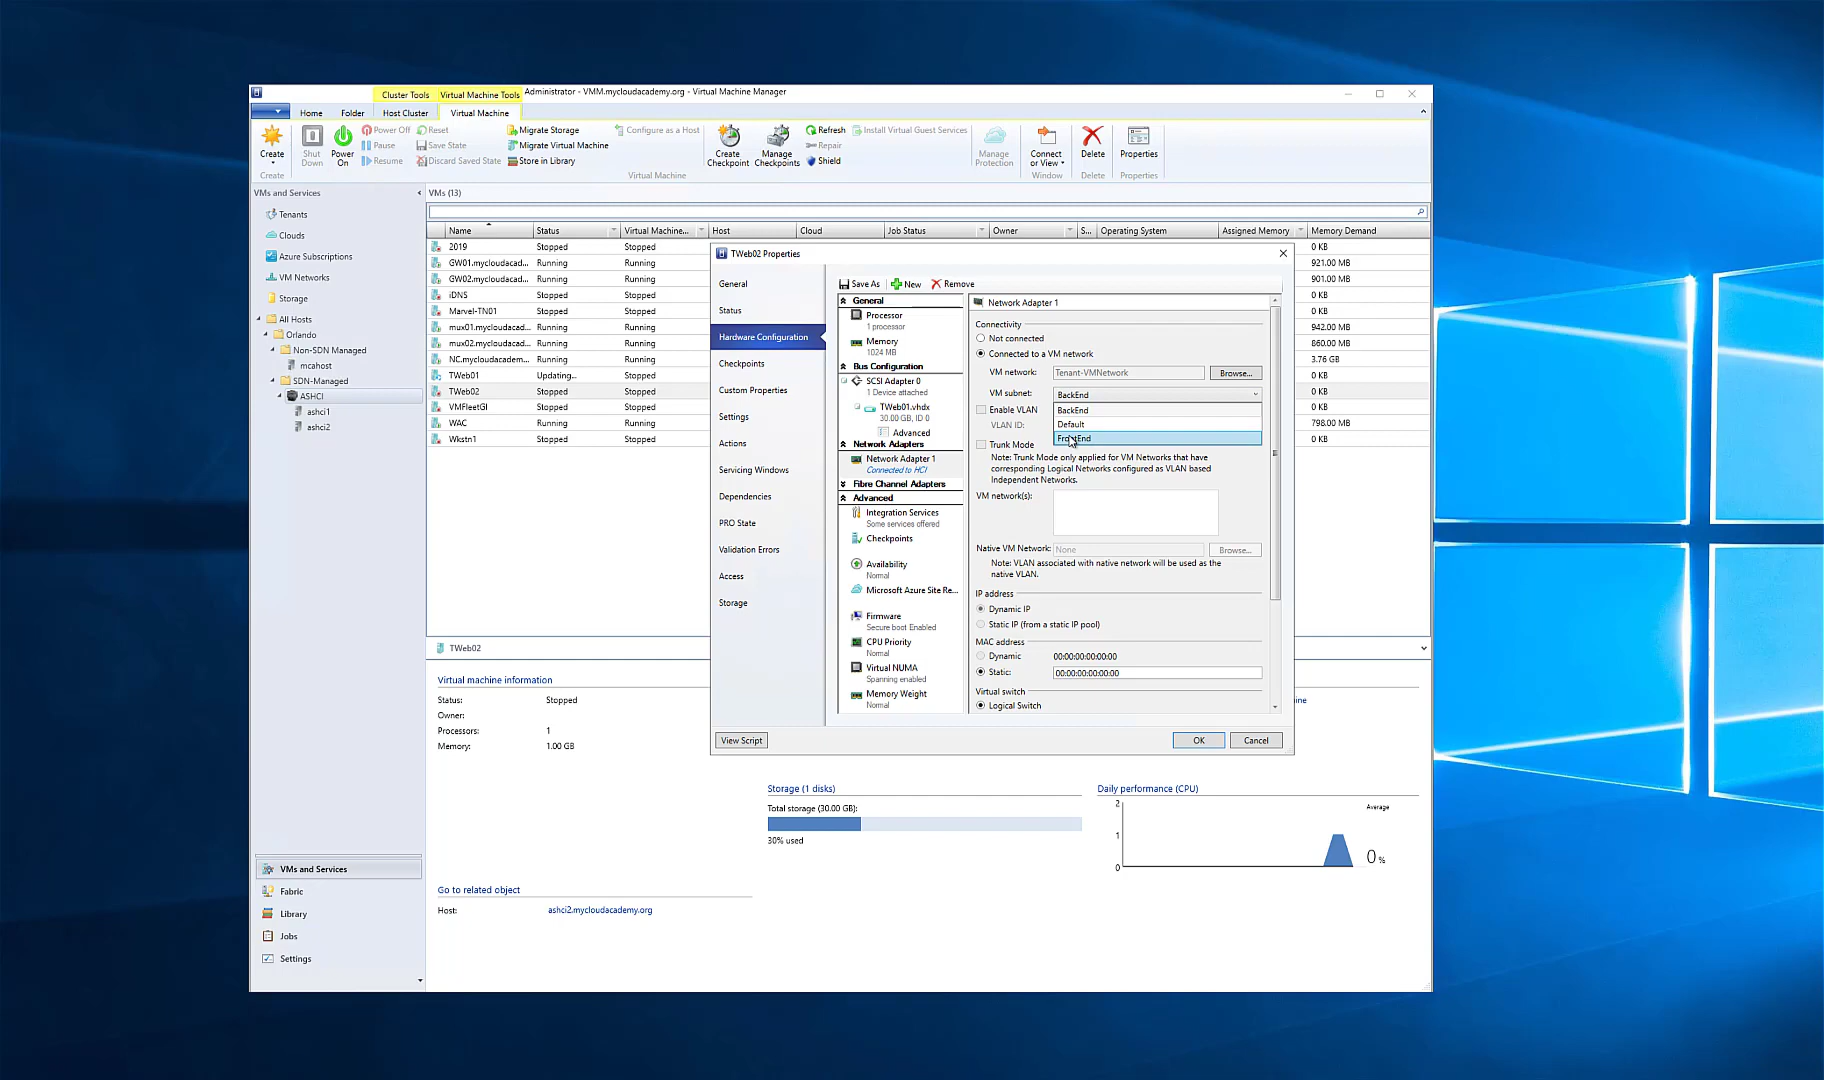 Cluster Tools Virtual Machine Tools Administrator - VMM.mycloudacademy.org - Virtual Machine Manager
Home Folder Host Cluster Virtual Machine
Create
Shut Down
Power On
Power Off
Pause
Resume
Reset
Save State
Discard Saved State
Migrate Storage
Migrate Virtual Machine
Store in Library
Configure as a Host
Create Checkpoint
Manage Checkpoints
Refresh
Repair
Shield
Install Virtual Guest Services
Manage Protection
Connect or View
Delete
Properties
Create Virtual Machine Window Delete Properties
VMs and Services
Tenants
Clouds
Azure Subscriptions
VM Networks
Storage
All Hosts
Orlando
Non-SDN Managed
mcahost
SDN-Managed
ASHCI
ashci1
ashci2
VMs and Services
Fabric
Library
Jobs
Settings
VMs (13)
Name Status Virtual Machine... Host Cloud Job Status Owner S... Operating System Assigned Memory Memory Demand
2019 Stopped Stopped 0 KB
GW01.mycloudacad... Running Running 921.00 MB
GW02.mycloudacad... Running Running 901.00 MB
iDNS Stopped Stopped 0 KB
Marvel-TN01 Stopped Stopped 0 KB
mux01.mycloudacad... Running Running 942.00 MB
mux02.mycloudacad... Running Running 860.00 MB
NC.mycloudacadem... Running Running 3.76 GB
TWeb01 Updating... Stopped 0 KB
TWeb02 Stopped Stopped 0 KB
VMFleetGI Stopped Stopped 0 KB
WAC Running Running 798.00 MB
Wkstn1 Stopped Stopped 0 KB
TWeb02 Properties
General
Status
Hardware Configuration
Checkpoints
Custom Properties
Settings
Actions
Servicing Windows
Dependencies
PRO State
Validation Errors
Access
Storage
Save As New Remove
General
Processor
1 processor
Memory
1024 MB
Bus Configuration
SCSI Adapter 0
1 Device attached
TWeb01.vhdx
30.00 GB, ID 0
Advanced
Network Adapters
Network Adapter 1
Connected to HCI
Fibre Channel Adapters
Advanced
Integration Services
Some services offered
Checkpoints
Availability
Normal
Microsoft Azure Site Re...
Firmware
Secure boot Enabled
CPU Priority
Normal
Virtual NUMA
Spanning enabled
Memory Weight
Normal
Network Adapter 1
Connectivity
Not connected
Connected to a VM network
VM network: Tenant-VMNetwork Browse...
VM subnet: BackEnd
Enable VLAN BackEnd
VLAN ID: Default
FrontEnd
Trunk Mode
Note: Trunk Mode only applied for VM Networks that have
corresponding Logical Networks configured as VLAN based
Independent Networks.
VM network(s):
Native VM Network: None Browse...
Note: VLAN associated with native network will be used as the
native VLAN.
IP address
Dynamic IP
Static IP (from a static IP pool)
MAC address
Dynamic 00:00:00:00:00:00
Static: 00:00:00:00:00:00
Virtual switch
Logical Switch
View Script OK Cancel
TWeb02
Virtual machine information
Status: Stopped
Owner:
Processors: 1
Memory: 1.00 GB
ine
Storage (1 disks)
Total storage (30.00 GB):
30% used
Daily performance (CPU)
2
1
0
Average
0 %
Go to related object
Host: ashci2.mycloudacademy.org